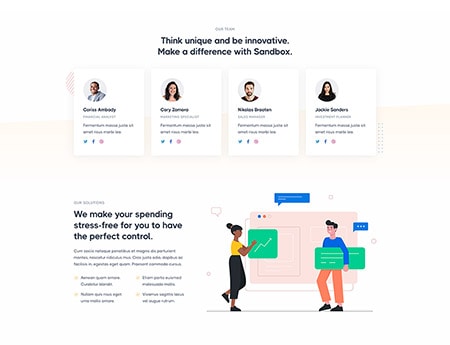 OUR TEAM
Think unique and be innovative.
Make a difference with Sandbox.
Coriss Ambady
FINANCIAL ANALYST
Fermentum massa justo sit
amet risus morbi leo.
Cory Zamora
MARKETING SPECIALIST
Fermentum massa justo sit
amet risus morbi leo.
Nikolas Brooten
SALES MANAGER
Fermentum massa justo sit
amet risus morbi leo.
Jackie Sanders
INVESTMENT PLANNER
Fermentum massa justo sit
amet risus morbi leo.
OUR SOLUTIONS
We make your spending
stress-free for you to have
the perfect control.
Cum sociis natoque penatibus et magnis dis parturient
montes, nascetur ridiculus mus. Cras justo odio, dapibus ac
facilisis in, egestas eget quam. Praesent commodo cursus.
Aenean quam ornare.
Curabitur blandit.
Nullam quis risus eget
urna mollis ornare.
Etiam porta euismod
malesuada mollis.
Vivamus sagittis lacus
vel augue rutrum.